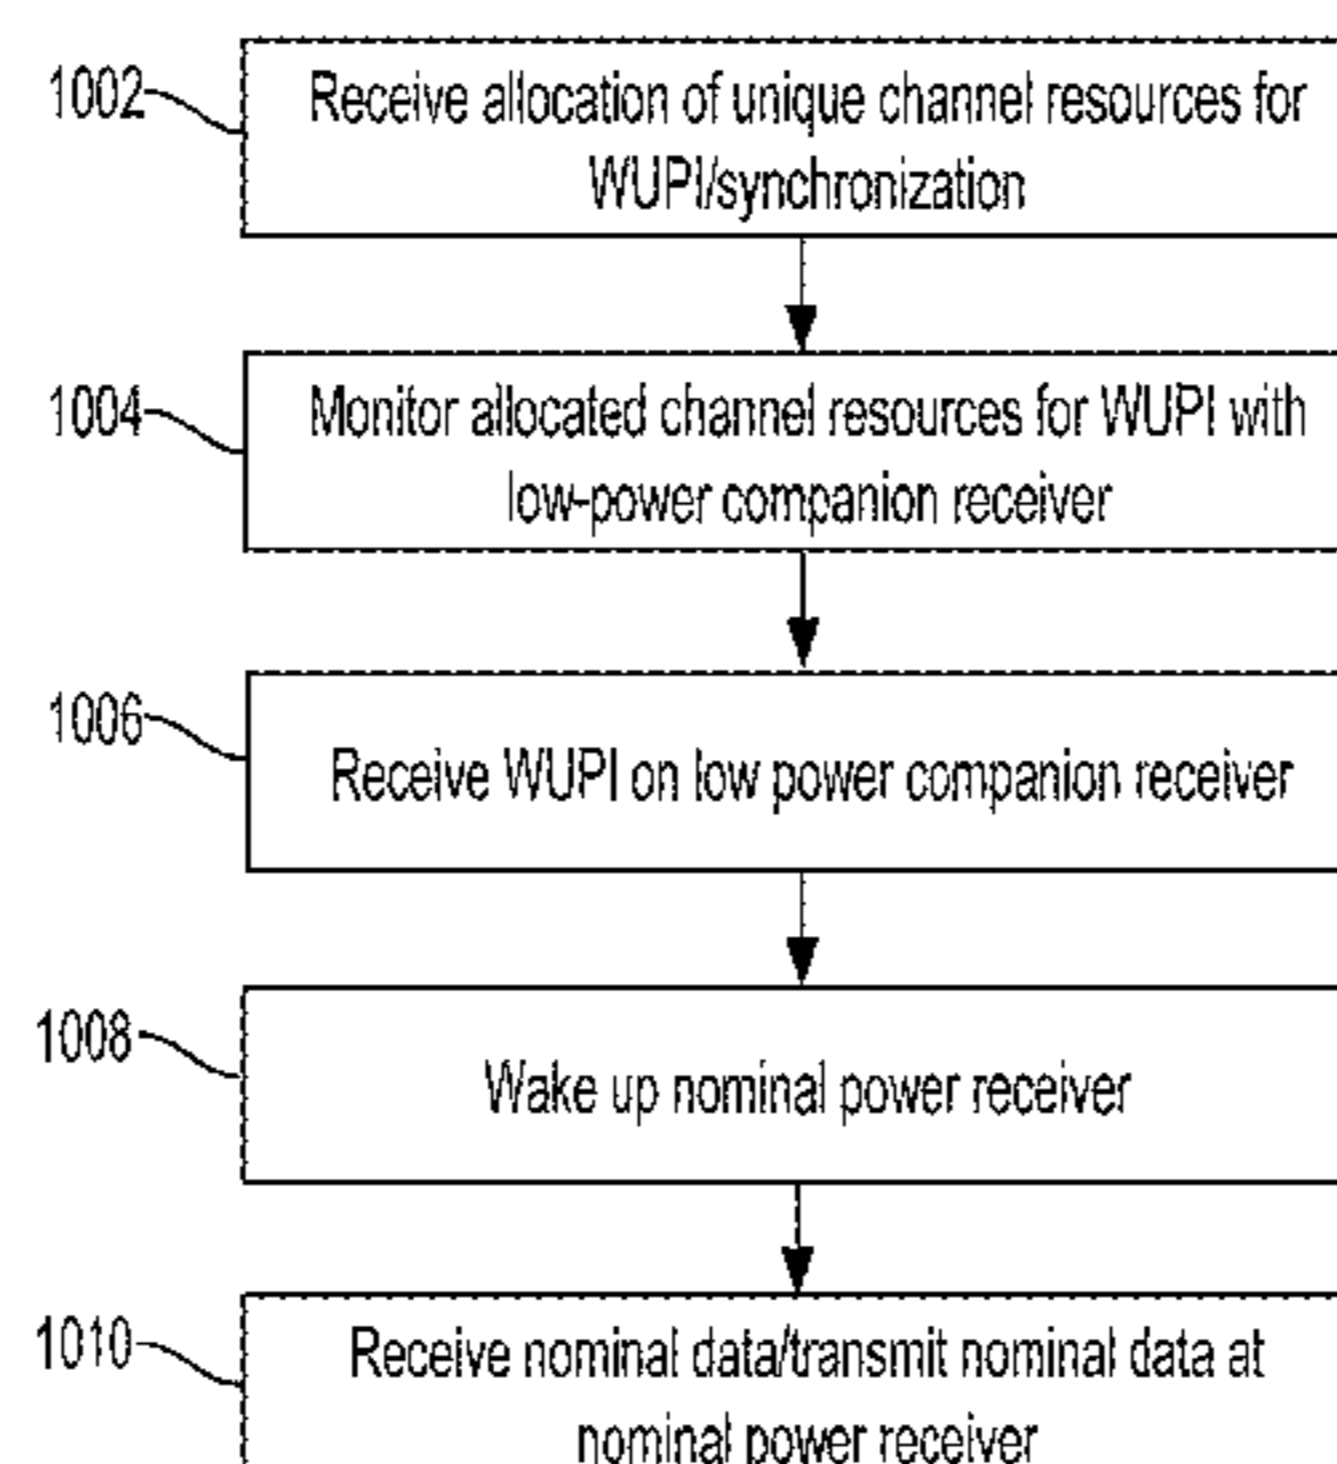 1002
Receive allocation of unique channel resources for
WUPI/synchronization
1004
Monitor allocated channel resources for WUPI with
low-power companion receiver
1006
Receive WUPI on low power companion receiver
1008
Wake up nominal power receiver
1010
Receive nominal data/transmit nominal data at
nominal power receiver